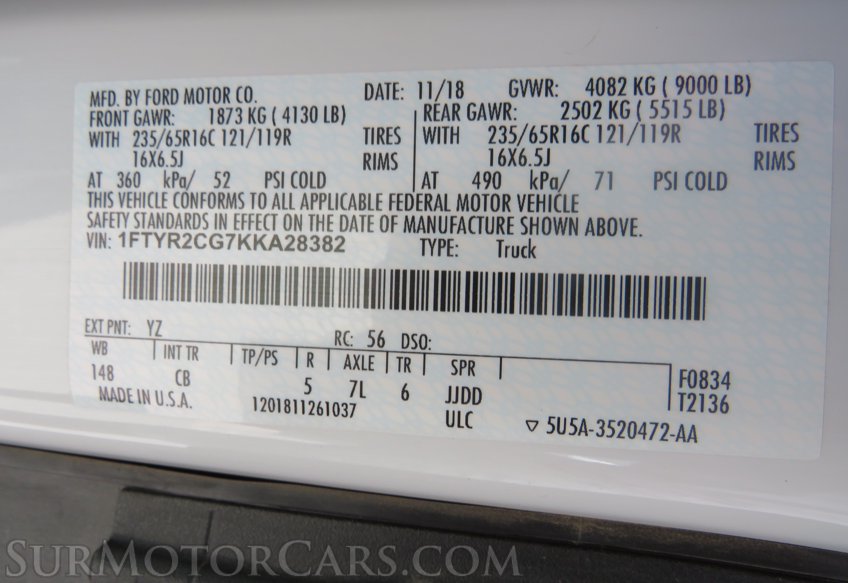 MFD. BY FORD MOTOR CO. DATE: 11/18 GVWR: 4082 KG ( 9000 LB)
FRONT GAWR: 1873 KG ( 4130 LB) REAR GAWR: 2502 KG ( 5515 LB)
WITH 235/65R16C 121/119R TIRES WITH 235/65R16C 121/119R TIRES
16X6.5J RIMS 16X6.5J RIMS
AT 360 kPa/ 52 PSI COLD AT 490 kPa/ 71 PSI COLD
THIS VEHICLE CONFORMS TO ALL APPLICABLE FEDERAL MOTOR VEHICLE
SAFETY STANDARDS IN EFFECT ON THE DATE OF MANUFACTURE SHOWN ABOVE.
VIN: 1FTYR2CG7KKA28382 TYPE: Truck
EXT PNT: YZ RC: 56 DSO:
WB INT TR TP/PS R AXLE TR SPR
148 CB 5 7L 6 JJDD F0834
MADE IN U.S.A. 1201811261037 ULC T2136
▽ 5U5A-3520472-AA
SURMOTORCARS.COM